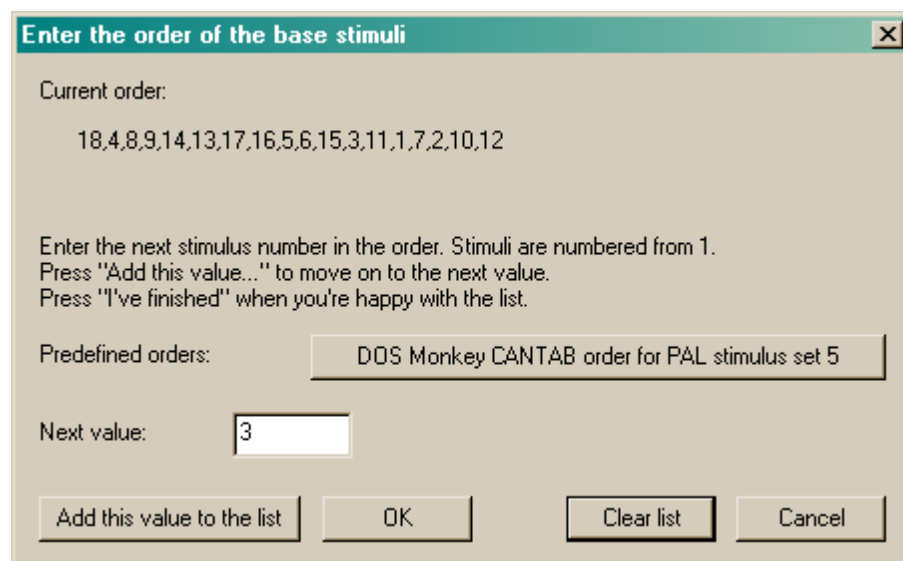 Enter the order of the base stimuli
Current order:
18,4,8,9,14,13,17,16,5,6,15,3,11,1,7,2,10,12
Enter the next stimulus number in the order. Stimuli are numbered from 1.
Press "Add this value..." to move on to the next value.
Press "I've finished" when you're happy with the list.
Predefined orders: DOS Monkey CANTAB order for PAL stimulus set 5
Next value: 3
Add this value to the list OK Clear list Cancel